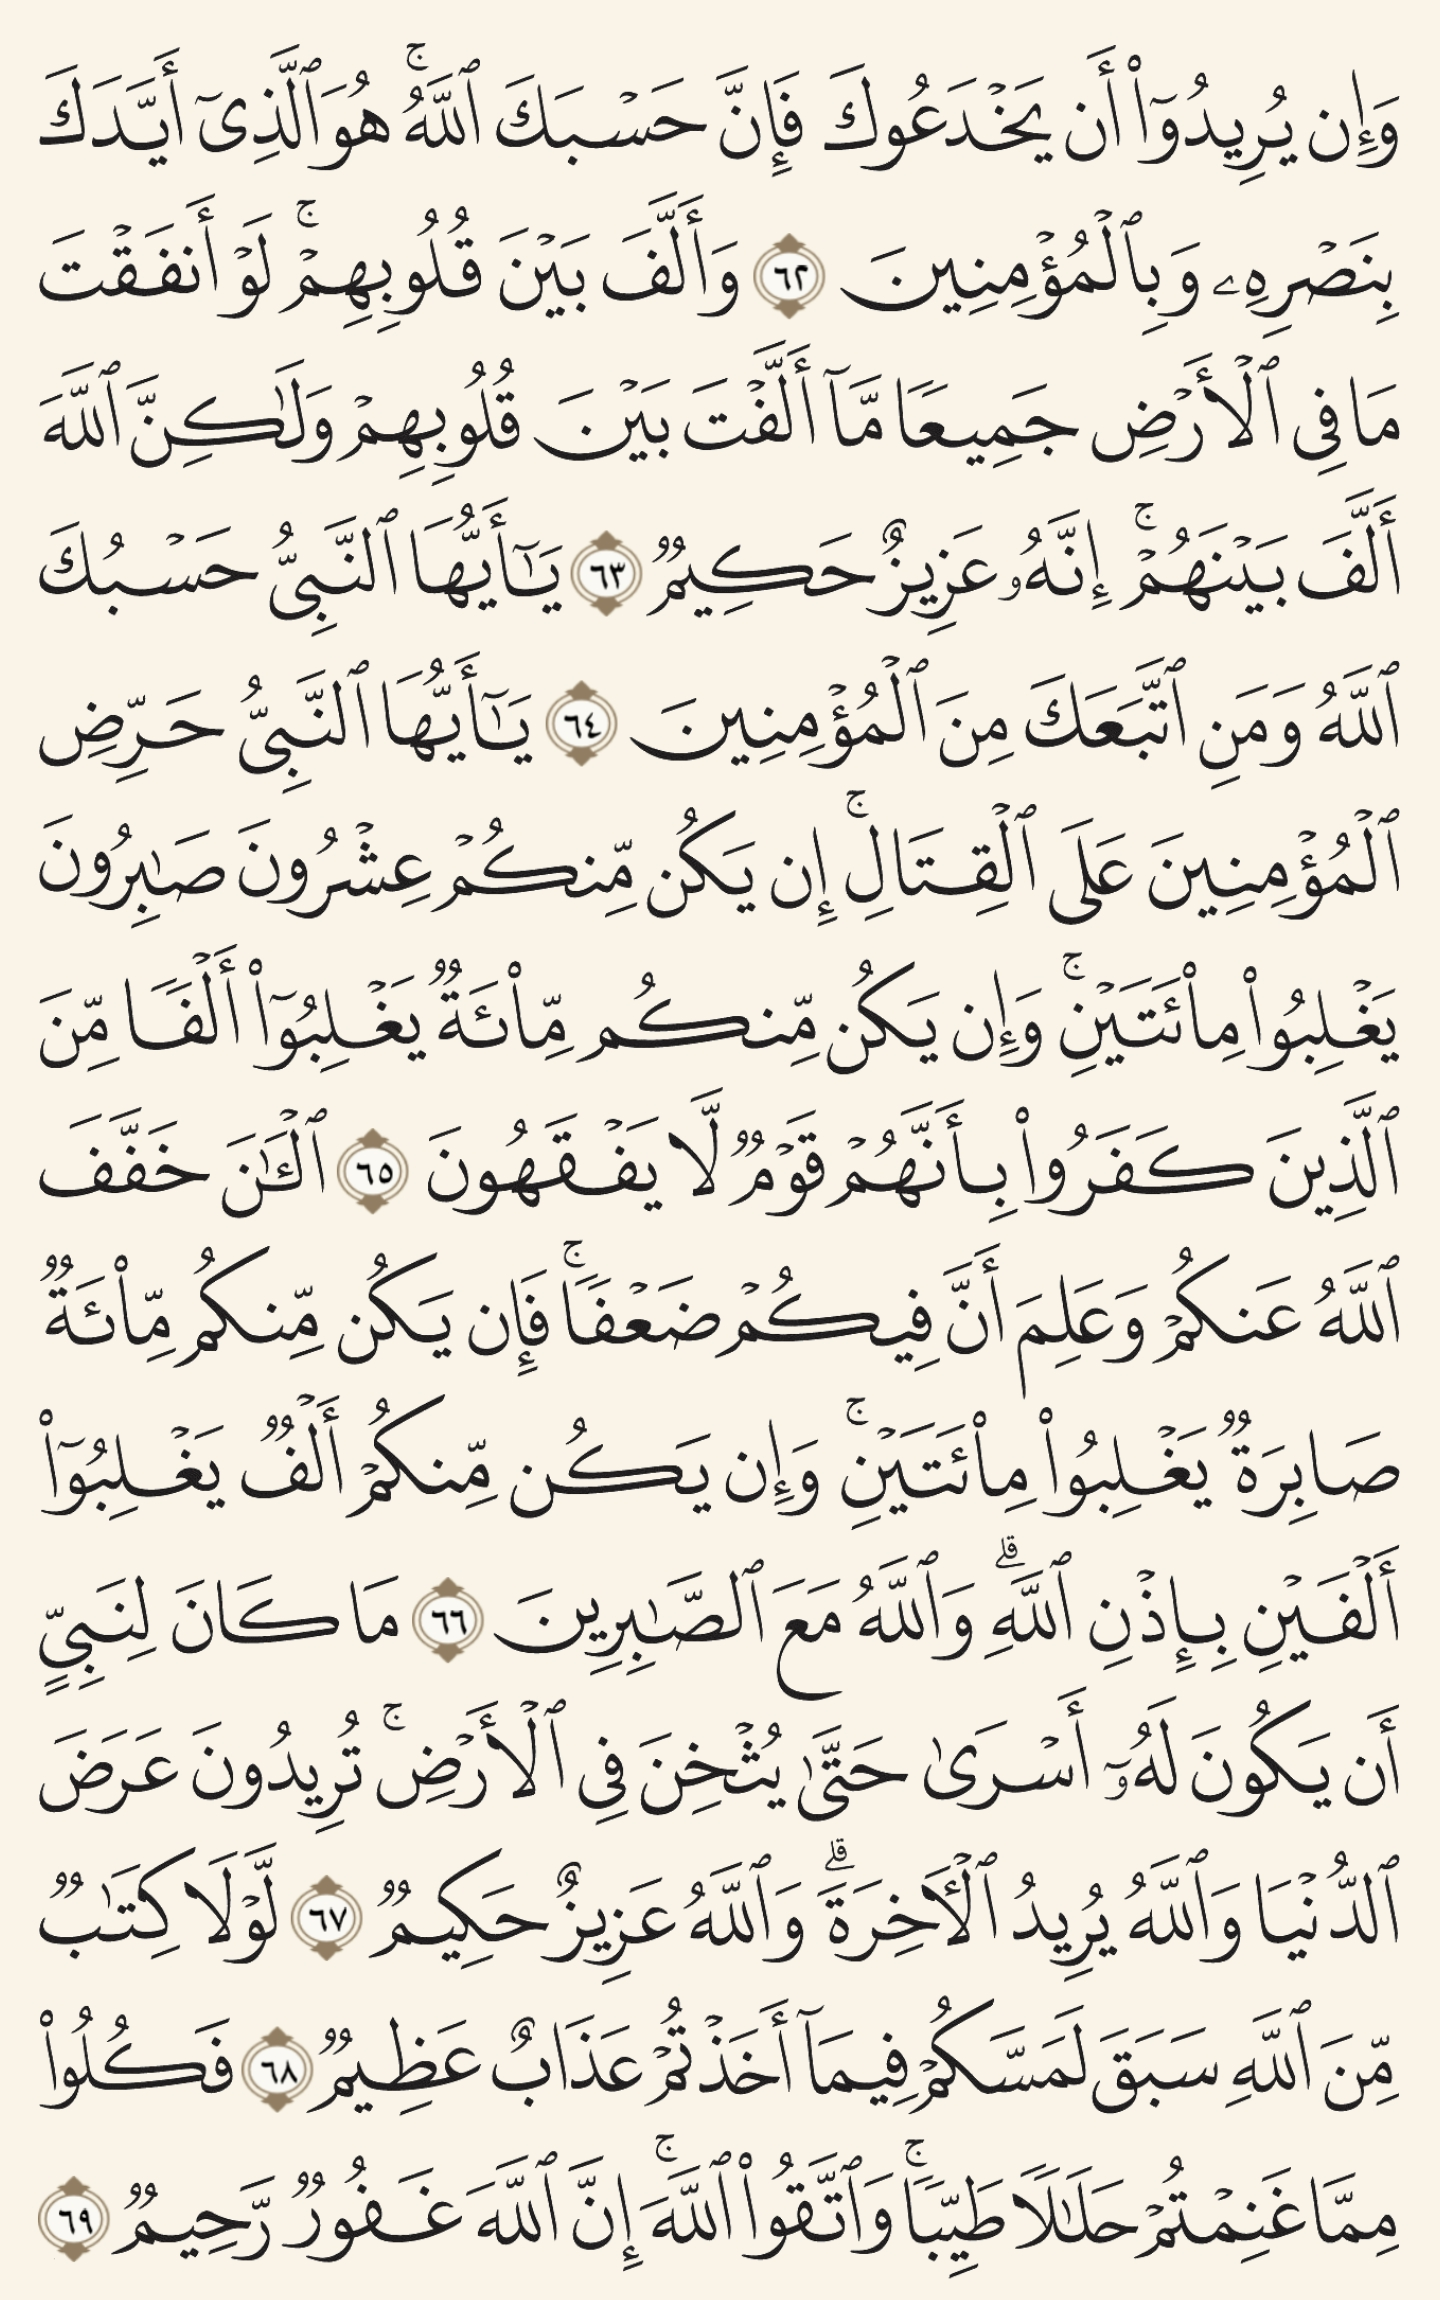 وَإِن يُرِيدُوٓا۟ أَن يَخْدَعُوكَ فَإِنَّ حَسْبَكَ ٱللَّهُ ۚ هُوَ ٱلَّذِىٓ أَيَّدَكَ
بِنَصْرِهِۦ وَبِٱلْمُؤْمِنِينَ ٦٢ وَأَلَّفَ بَيْنَ قُلُوبِهِمْ ۚ لَوْ أَنفَقْتَ
مَا فِى ٱلْأَرْضِ جَمِيعًا مَّآ أَلَّفْتَ بَيْنَ قُلُوبِهِمْ وَلَـٰكِنَّ ٱللَّهَ
أَلَّفَ بَيْنَهُمْ ۚ إِنَّهُۥ عَزِيزٌ حَكِيمٌ ٦٣ يَـٰٓأَيُّهَا ٱلنَّبِىُّ حَسْبُكَ
ٱللَّهُ وَمَنِ ٱتَّبَعَكَ مِنَ ٱلْمُؤْمِنِينَ ٦٤ يَـٰٓأَيُّهَا ٱلنَّبِىُّ حَرِّضِ
ٱلْمُؤْمِنِينَ عَلَى ٱلْقِتَالِ ۚ إِن يَكُن مِّنكُمْ عِشْرُونَ صَـٰبِرُونَ
يَغْلِبُوا۟ مِا۟ئَتَيْنِ ۚ وَإِن يَكُن مِّنكُم مِّا۟ئَةٌ يَغْلِبُوٓا۟ أَلْفًا مِّنَ
ٱلَّذِينَ كَفَرُوا۟ بِأَنَّهُمْ قَوْمٌ لَّا يَفْقَهُونَ ٦٥ ٱلْـَٔـٰنَ خَفَّفَ
ٱللَّهُ عَنكُمْ وَعَلِمَ أَنَّ فِيكُمْ ضَعْفًا ۚ فَإِن يَكُن مِّنكُم مِّا۟ئَةٌ
صَابِرَةٌ يَغْلِبُوا۟ مِا۟ئَتَيْنِ ۚ وَإِن يَكُن مِّنكُمْ أَلْفٌ يَغْلِبُوٓا۟
أَلْفَيْنِ بِإِذْنِ ٱللَّهِ ۗ وَٱللَّهُ مَعَ ٱلصَّـٰبِرِينَ ٦٦ مَا كَانَ لِنَبِىٍّ
أَن يَكُونَ لَهُۥٓ أَسْرَىٰ حَتَّىٰ يُثْخِنَ فِى ٱلْأَرْضِ ۚ تُرِيدُونَ عَرَضَ
ٱلدُّنْيَا وَٱللَّهُ يُرِيدُ ٱلْـَٔاخِرَةَ ۗ وَٱللَّهُ عَزِيزٌ حَكِيمٌ ٦٧ لَّوْلَا كِتَـٰبٌ
مِّنَ ٱللَّهِ سَبَقَ لَمَسَّكُمْ فِيمَآ أَخَذْتُمْ عَذَابٌ عَظِيمٌ ٦٨ فَكُلُوا۟
مِمَّا غَنِمْتُمْ حَلَـٰلًا طَيِّبًا ۚ وَٱتَّقُوا۟ ٱللَّهَ ۚ إِنَّ ٱللَّهَ غَفُورٌ رَّحِيمٌ ٦٩